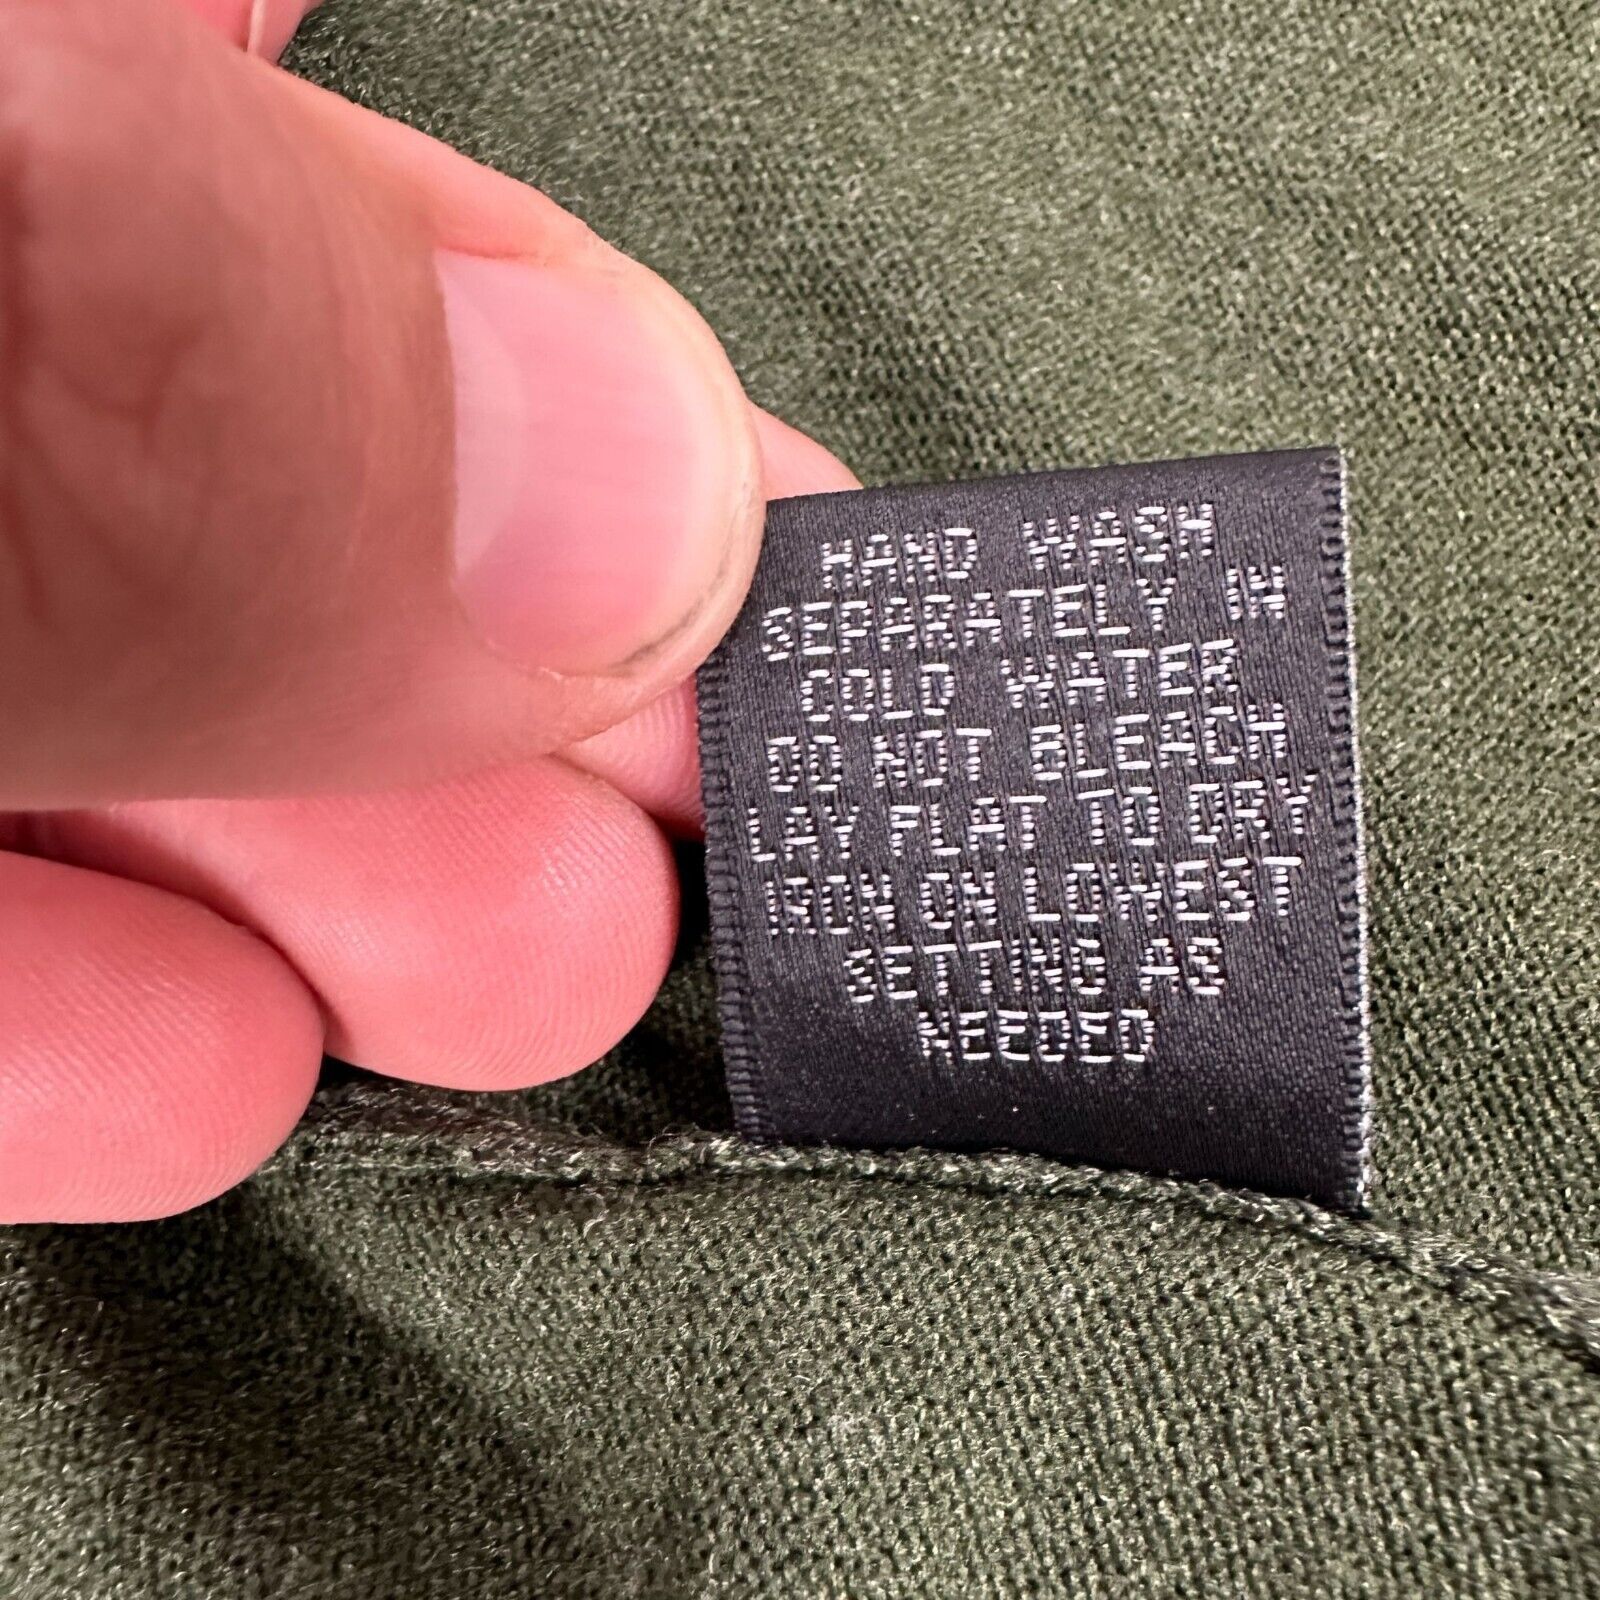 HAND WASH
SEPARATELY IN
COLD WATER
DO NOT BLEACH
LAY FLAT TO DRY
IRON ON LOWEST
SETTING AS
NEEDED